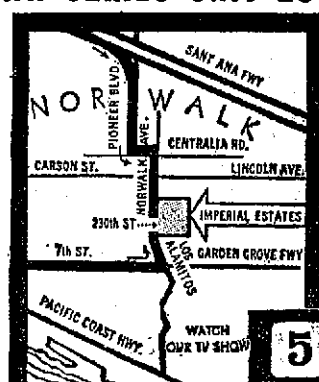 SANT ANA FWY
NORWALK
PIONEER BLVD.
NORWALK AVE.
CENTRALIA RD.
CARSON ST.
LINCOLN AVE.
230th ST.
IMPERIAL ESTATES
LOS ALAMITOS
7th ST.
GARDEN GROVE FWY
PACIFIC COAST HWY.
WATCH
OUR TV SHOW
5